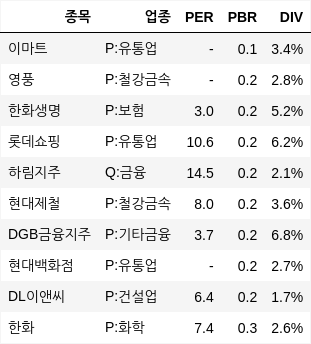 종목 업종 PER PBR DIV
이마트 P:유통업 - 0.1 3.4%
영풍 P:철강금속 - 0.2 2.8%
한화생명 P:보험 3.0 0.2 5.2%
롯데쇼핑 P:유통업 10.6 0.2 6.2%
하림지주 Q:금융 14.5 0.2 2.1%
현대제철 P:철강금속 8.0 0.2 3.6%
DGB금융지주 P:기타금융 3.7 0.2 6.8%
현대백화점 P:유통업 - 0.2 2.7%
DL이앤씨 P:건설업 6.4 0.2 1.7%
한화 P:화학 7.4 0.3 2.6%